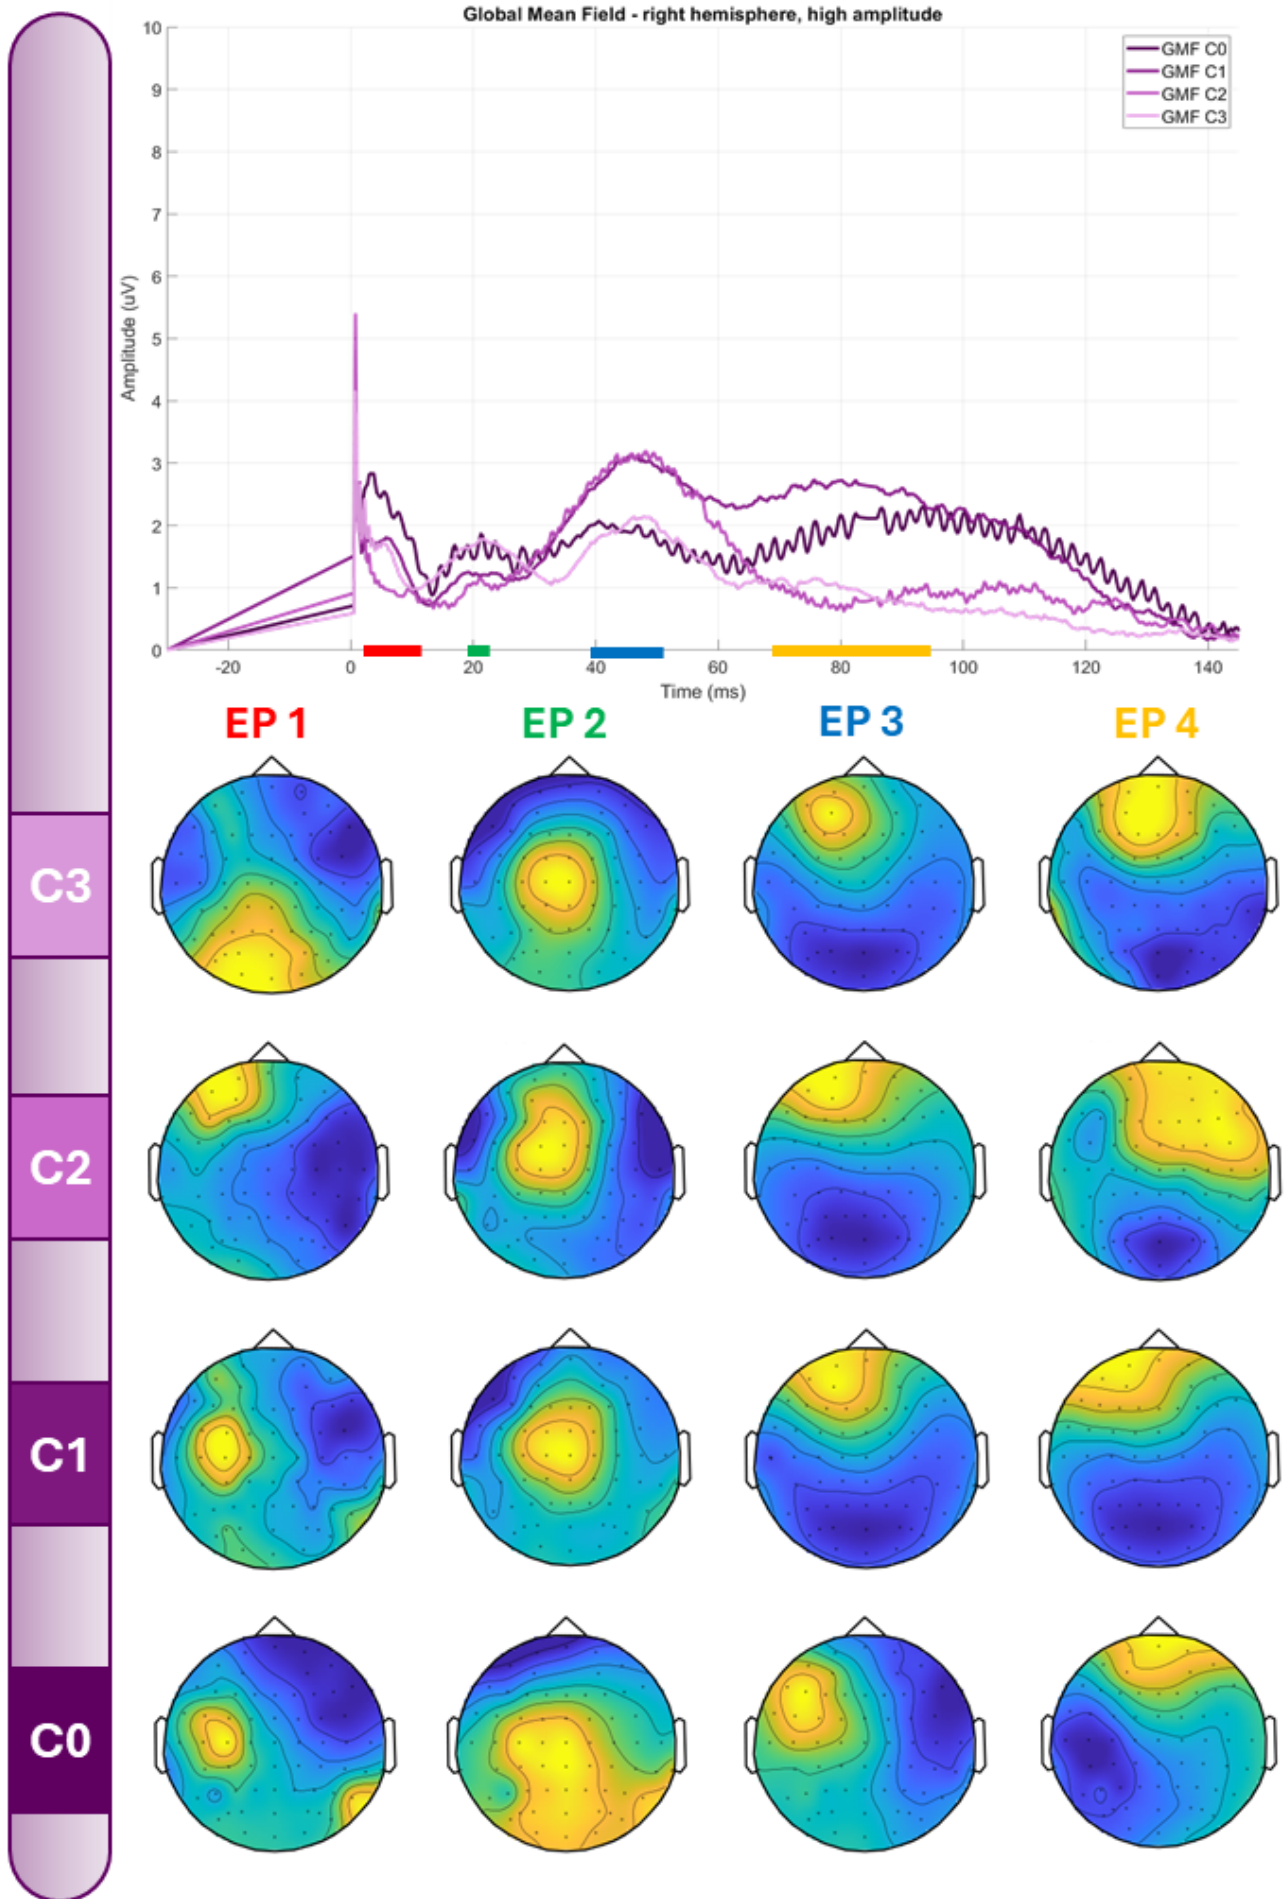 Global Mean Field - right hemisphere, high amplitude
GMF C0
GMF C1
GMF C2
GMF C3
10
9
8
7
6
5
4
3
2
1
0
Amplitude (uV)
-20 0 20 40 60 80 100 120 140
Time (ms)
EP 1 EP 2 EP 3 EP 4
C3
C2
C1
C0